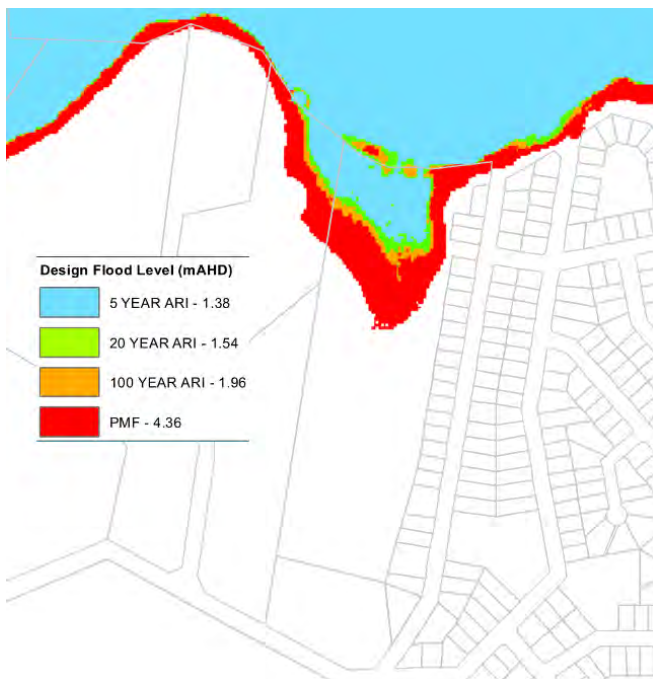 Design Flood Level (mAHD)
5 YEAR ARI - 1.38
20 YEAR ARI - 1.54
100 YEAR ARI - 1.96
PMF - 4.36